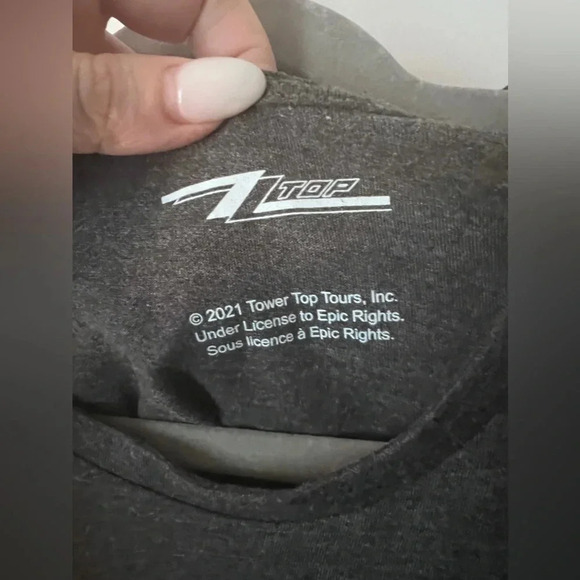 ZZ TOP
© 2021 Tower Top Tours, Inc.
Under License to Epic Rights.
Sous licence à Epic Rights.